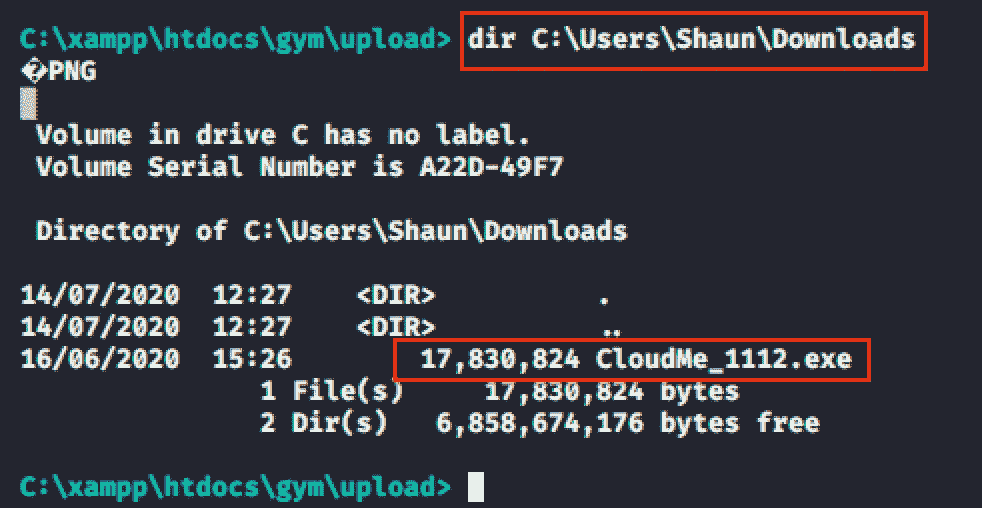 C:\xampp\htdocs\gym\upload> dir C:\Users\Shaun\Downloads
�PNG
 Volume in drive C has no label.
 Volume Serial Number is A22D-49F7
 Directory of C:\Users\Shaun\Downloads
14/07/2020  12:27    <DIR>          .
14/07/2020  12:27    <DIR>          ..
16/06/2020  15:26        17,830,824 CloudMe_1112.exe
               1 File(s)     17,830,824 bytes
               2 Dir(s)   6,858,674,176 bytes free
C:\xampp\htdocs\gym\upload>